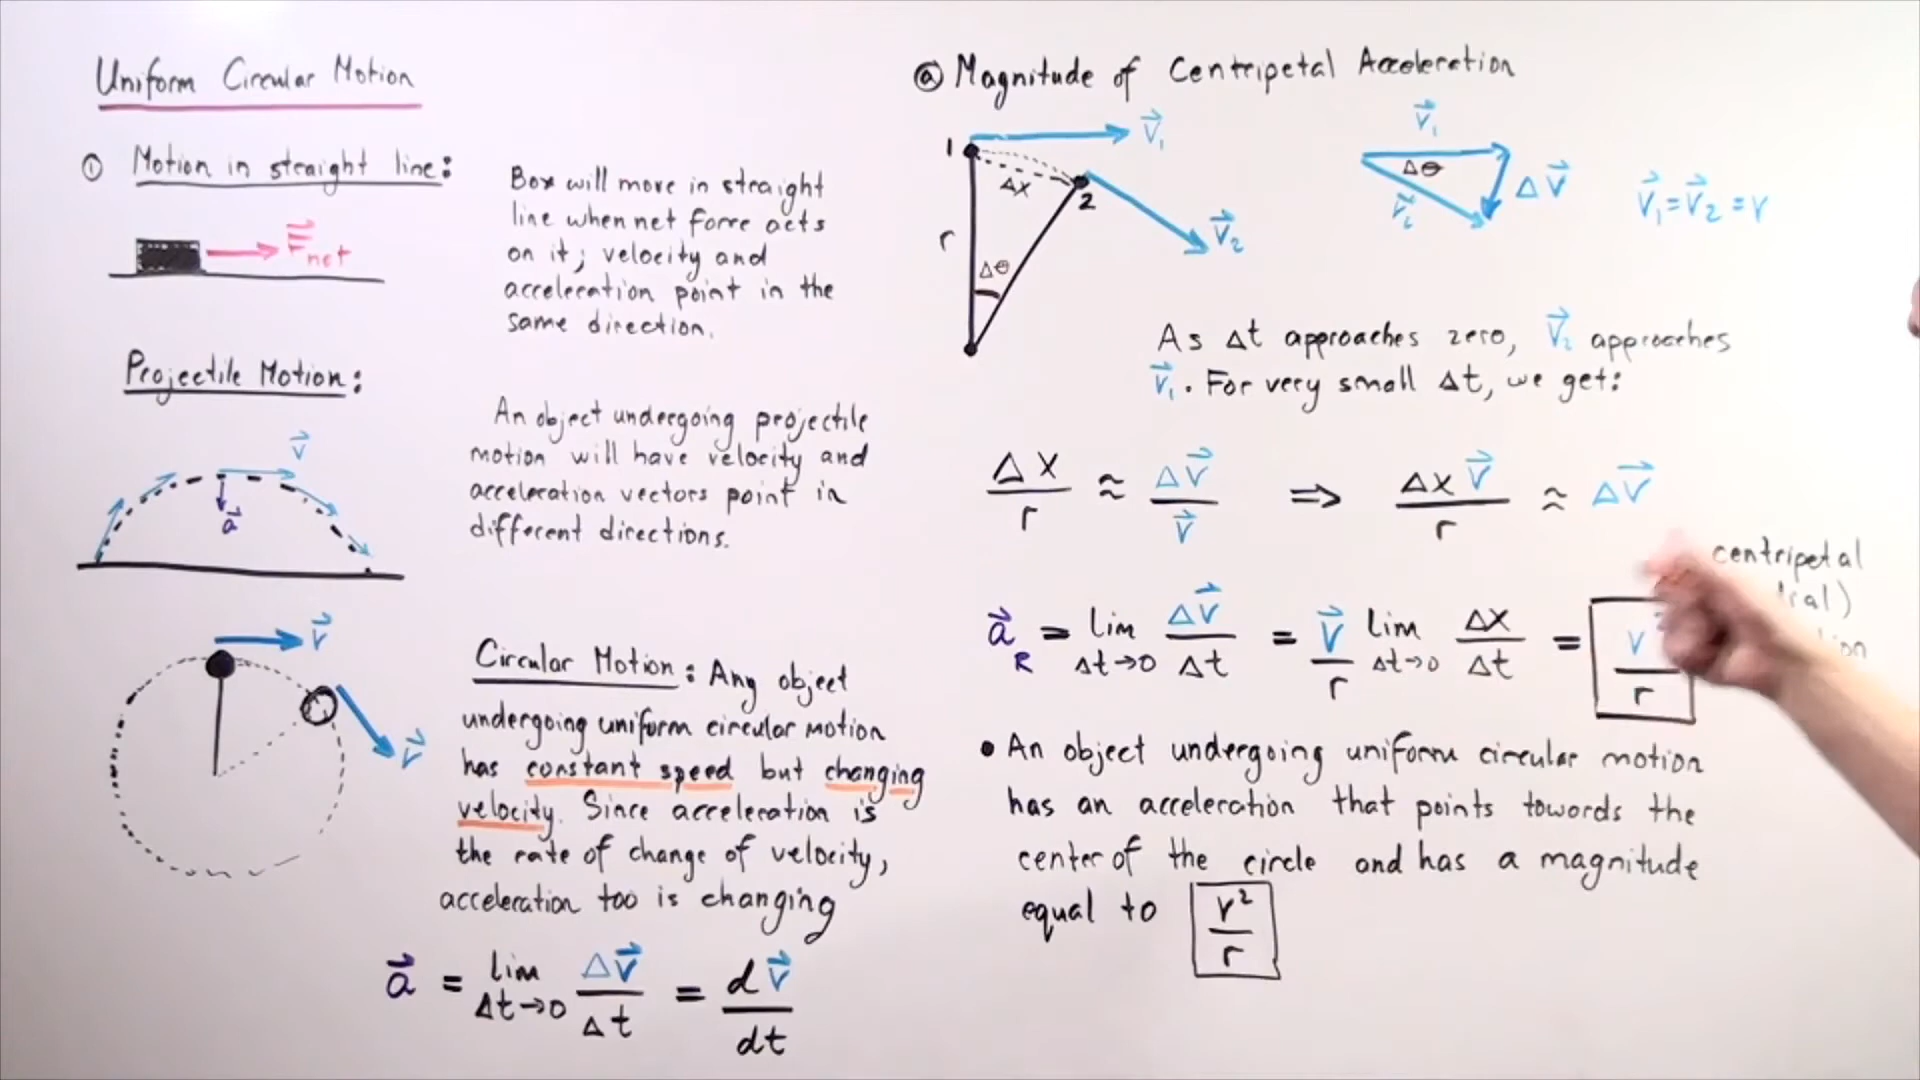 Uniform Circular Motion
① Motion in straight line:
F⃗net
Box will move in straight
line when net force acts
on it; velocity and
acceleration point in the
same direction.
Projectile Motion:
v⃗
a⃗
An object undergoing projectile
motion will have velocity and
acceleration vectors point in
different directions.
v⃗
v⃗
Circular Motion: Any object
undergoing uniform circular motion
has constant speed but changing
velocity. Since acceleration is
the rate of change of velocity,
acceleration too is changing
a⃗ = lim Δt→0 Δv⃗/Δt = dv⃗/dt
ⓐ Magnitude of Centripetal Acceleration
1
v⃗₁
Δx
2
v⃗₂
r
Δθ
v⃗₁
Δθ
v⃗₂
Δv⃗
v⃗₁=v⃗₂=v
As Δt approaches zero, v⃗₂ approaches
v⃗₁. For very small Δt, we get:
Δx/r ≈ Δv⃗/v⃗ ⇒ Δx v⃗/r ≈ Δv⃗
centripetal
a⃗R = lim Δt→0 Δv⃗/Δt = v⃗/r lim Δt→0 Δx/Δt = v/r
• An object undergoing uniform circular motion
has an acceleration that points towards the
center of the circle and has a magnitude
equal to v²/r